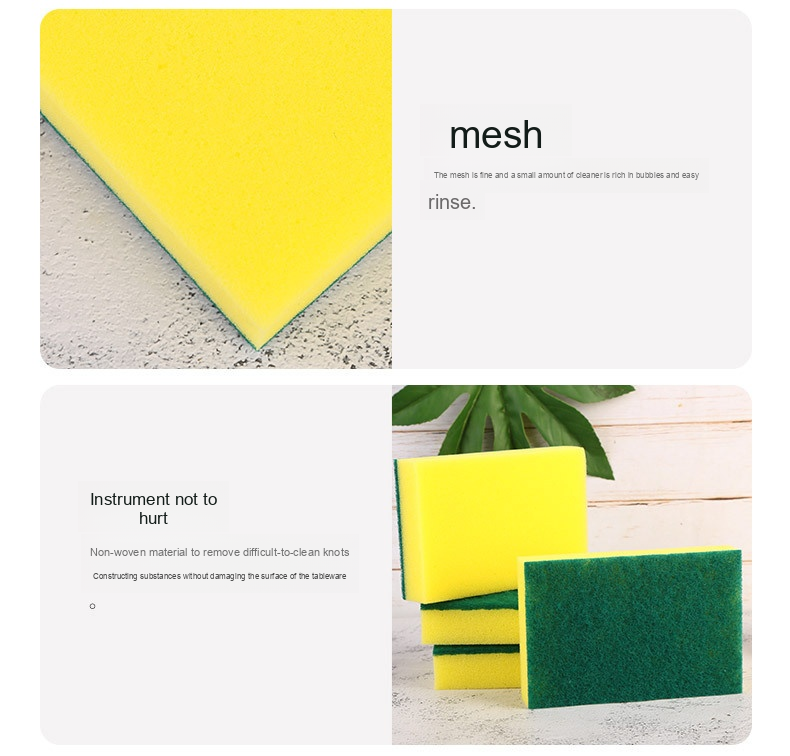 mesh
The mesh is fine and a small amount of cleaner is rich in bubbles and easy
rinse.
Instrument not to
hurt
Non-woven material to remove difficult-to-clean knots
Constructing substances without damaging the surface of the tableware
。